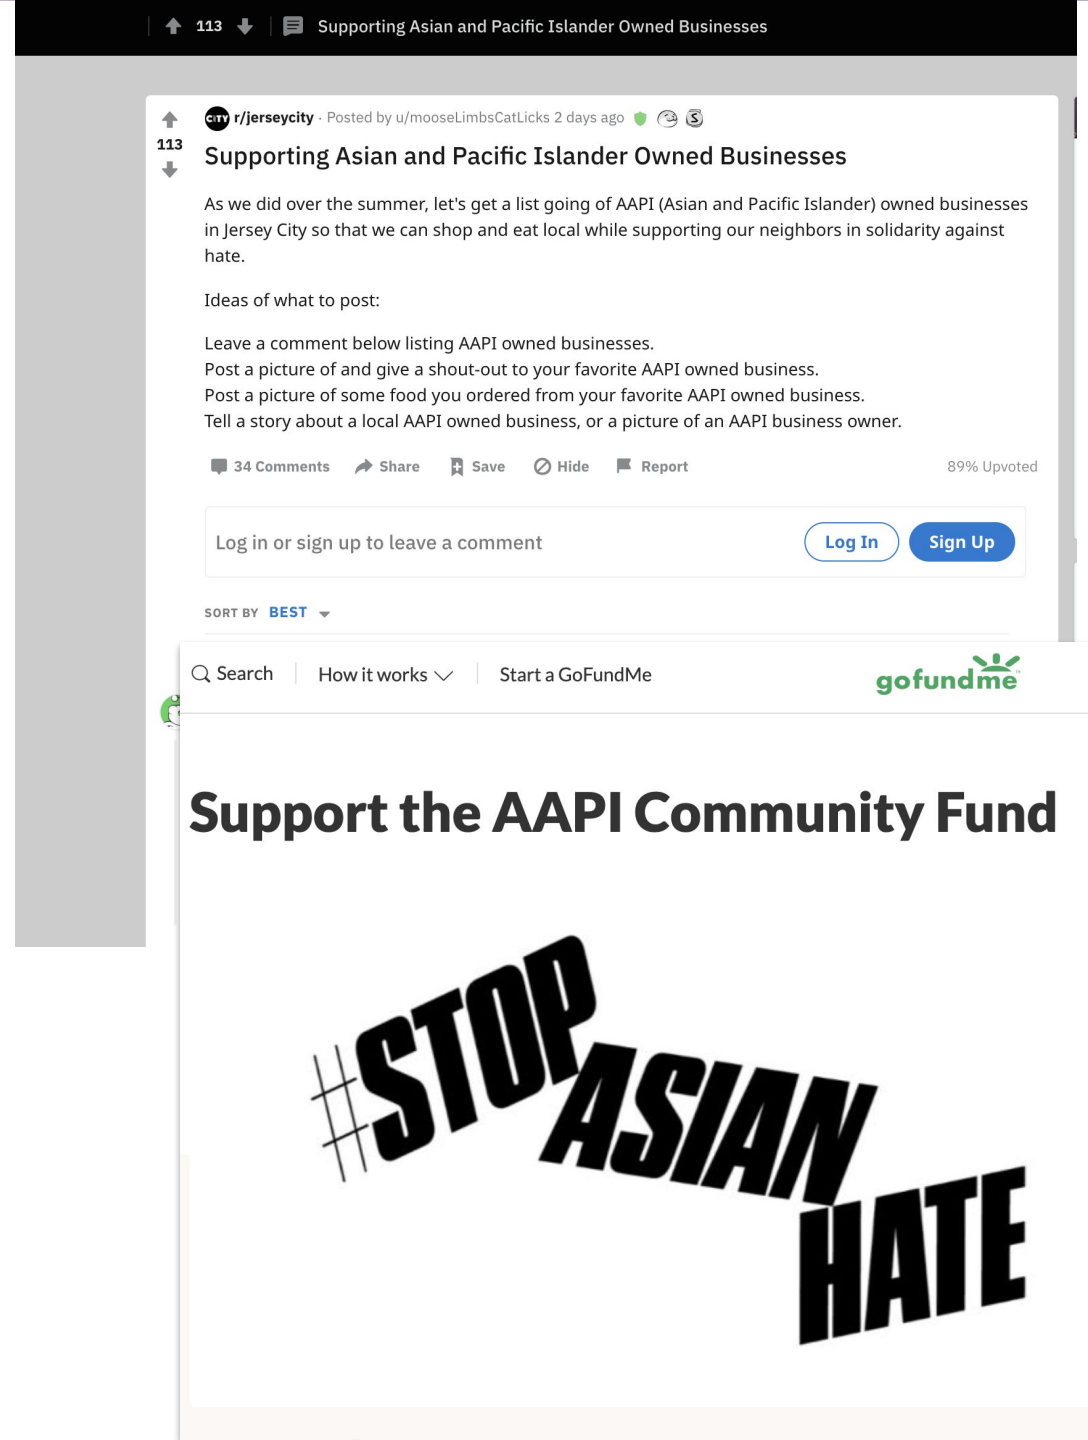 113 Supporting Asian and Pacific Islander Owned Businesses
CITY r/jerseycity · Posted by u/mooseLimbsCatLicks 2 days ago
113
Supporting Asian and Pacific Islander Owned Businesses
As we did over the summer, let's get a list going of AAPI (Asian and Pacific Islander) owned businesses
in Jersey City so that we can shop and eat local while supporting our neighbors in solidarity against
hate.
Ideas of what to post:
Leave a comment below listing AAPI owned businesses.
Post a picture of and give a shout-out to your favorite AAPI owned business.
Post a picture of some food you ordered from your favorite AAPI owned business.
Tell a story about a local AAPI owned business, or a picture of an AAPI business owner.
34 Comments Share Save Hide Report 89% Upvoted
Log in or sign up to leave a comment Log In Sign Up
SORT BY BEST
Search How it works Start a GoFundMe gofundme
Support the AAPI Community Fund
#STOP
ASIAN
HATE